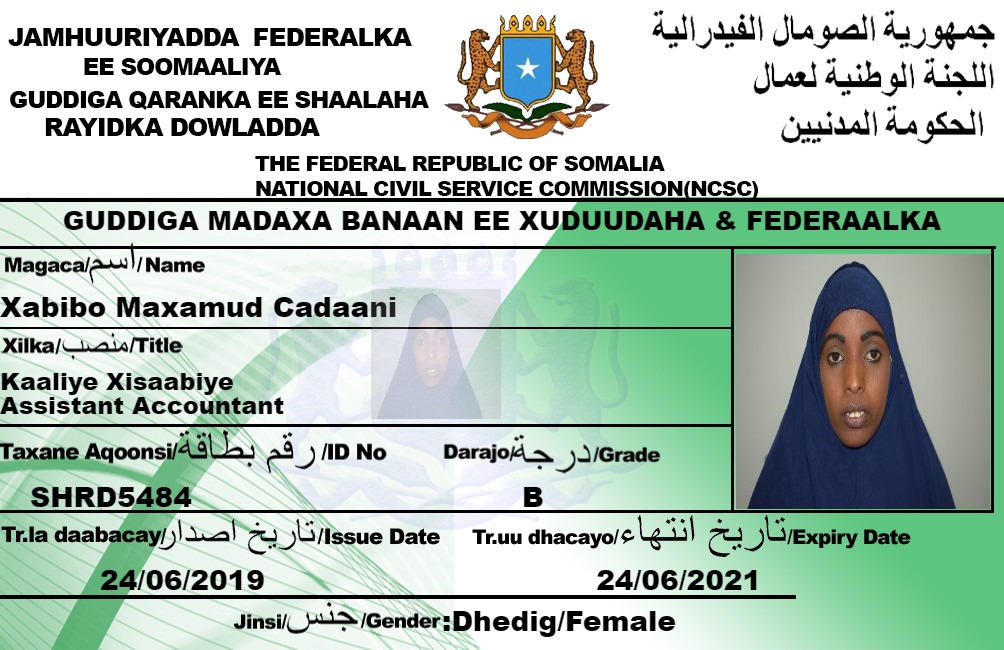 JAMHUURIYADDA FEDERALKA
EE SOOMAALIYA
GUDDIGA QARANKA EE SHAALAHA
RAYIDKA DOWLADDA
جمهورية الصومال الفيدرالية
اللجنة الوطنية لعمال
الحكومة المدنيين
THE FEDERAL REPUBLIC OF SOMALIA
NATIONAL CIVIL SERVICE COMMISSION(NCSC)
GUDDIGA MADAXA BANAAN EE XUDUUDAHA & FEDERAALKA
Magaca/اسم/Name
Xabibo Maxamud Cadaani
Xilka/منصب/Title
Kaaliye Xisaabiye
Assistant Accountant
Taxane Aqoonsi/رقم بطاقة/ID No Darajo/درجة/Grade
SHRD5484 B
Tr.la daabacay/تاريخ اصدار/Issue Date Tr.uu dhacayo/تاريخ انتهاء/Expiry Date
24/06/2019 24/06/2021
Jinsi/جنس/Gender:Dhedig/Female